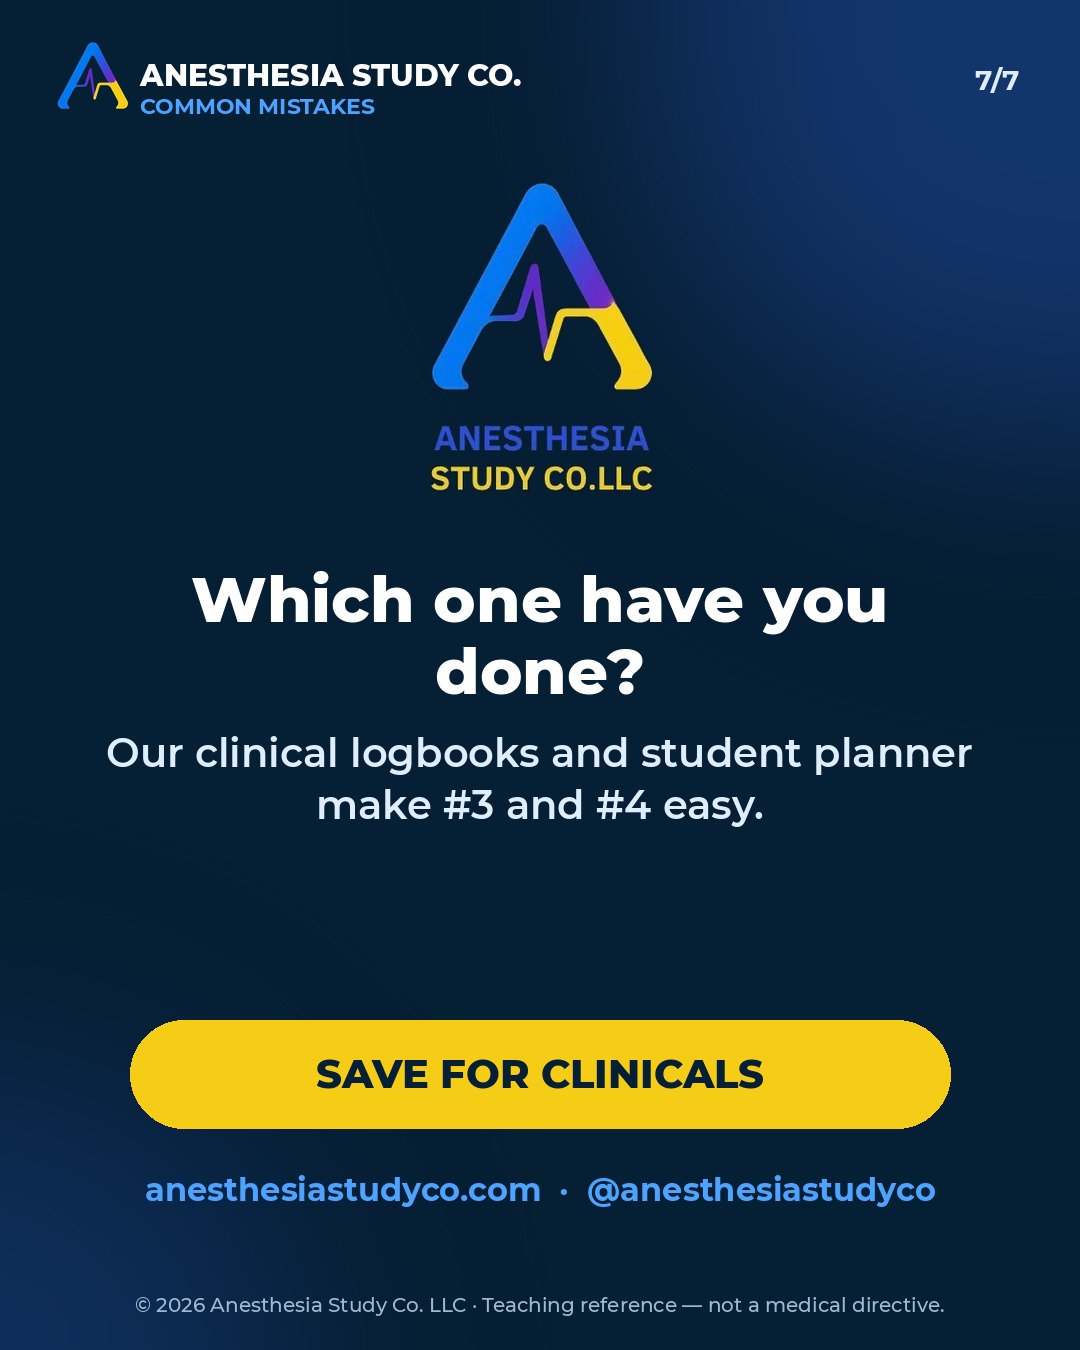 ANESTHESIA STUDY CO.
COMMON MISTAKES
7/7
ANESTHESIA
STUDY CO.LLC
Which one have you
done?
Our clinical logbooks and student planner
make #3 and #4 easy.
SAVE FOR CLINICALS
anesthesiastudyco.com · @anesthesiastudyco
© 2026 Anesthesia Study Co. LLC · Teaching reference — not a medical directive.